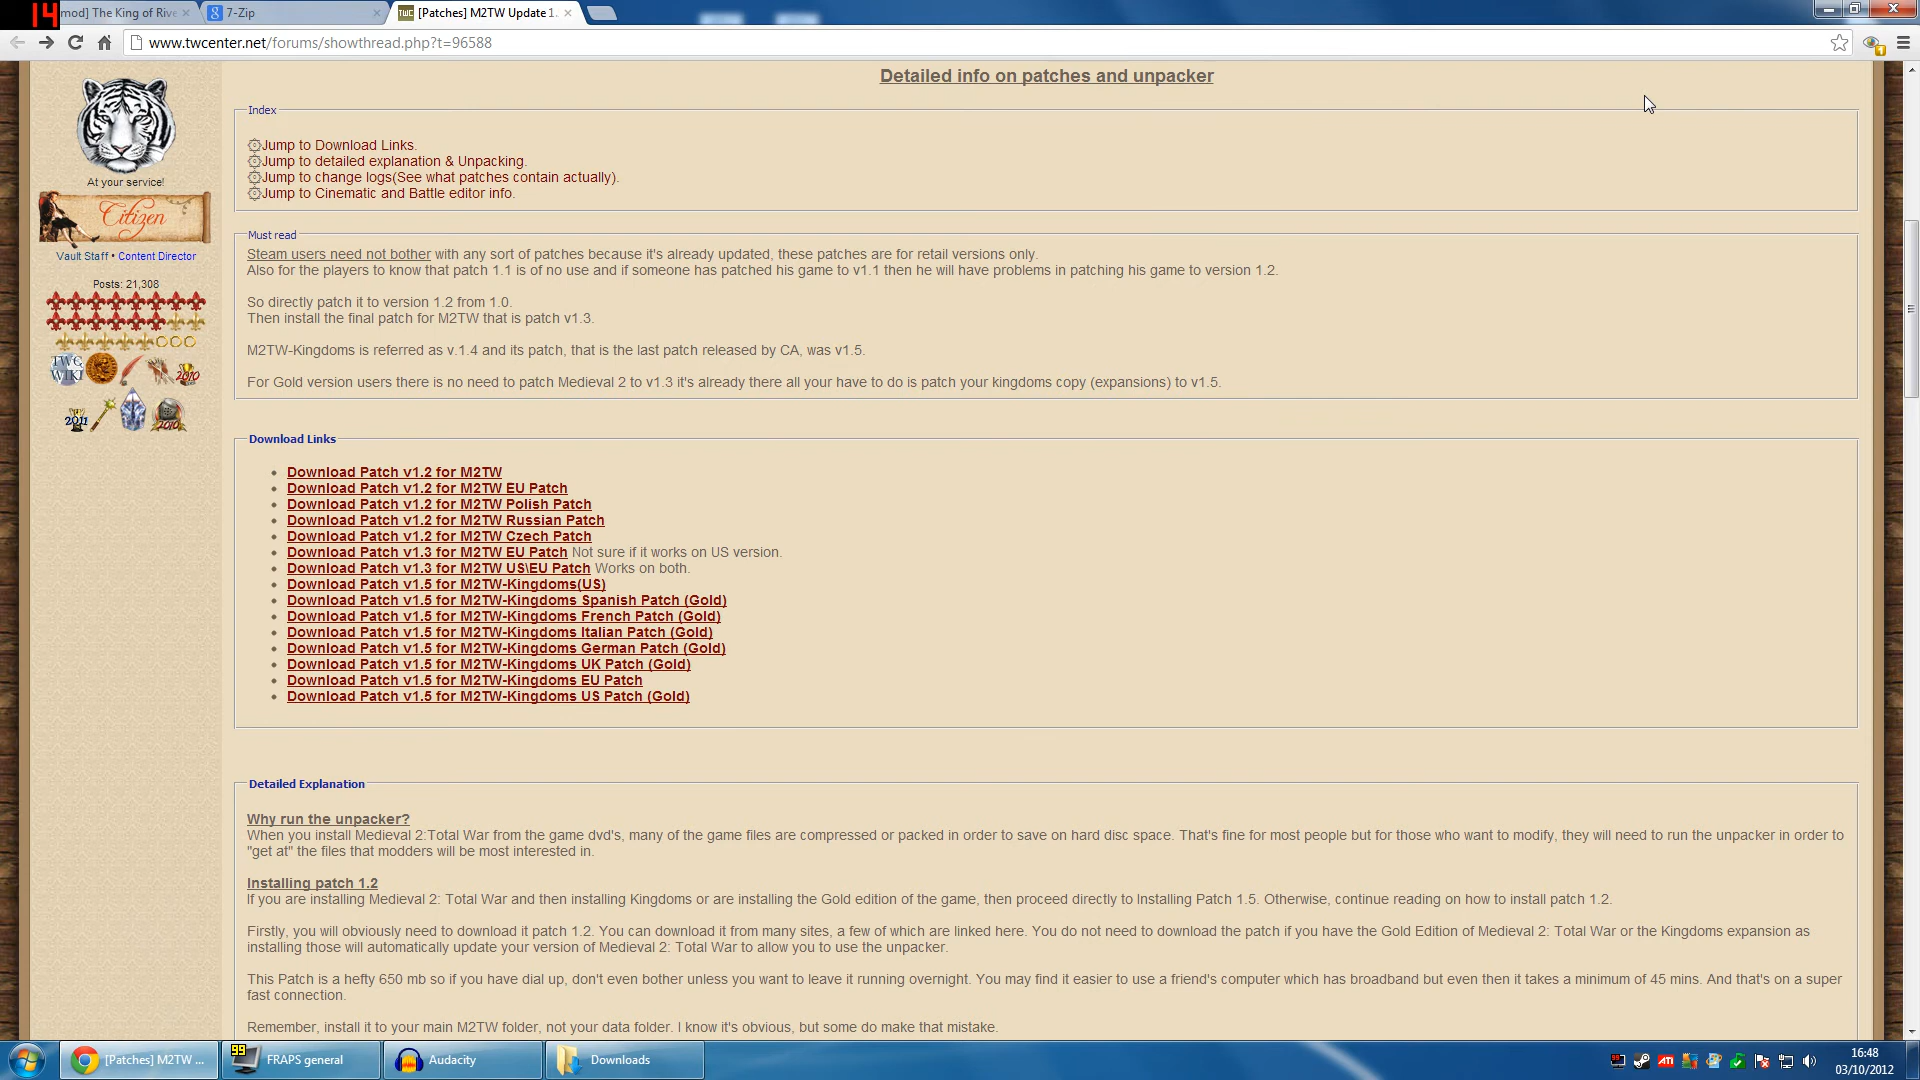 14
mod] The King of Rive
7-Zip
TWC
[Patches] M2TW Update 1.
www.twcenter.net/forums/showthread.php?t=96588
Detailed info on patches and unpacker
At your service!
Citizen
Vault Staff • Content Director
Posts: 21,308
TWC
WIKI
2010
2011
2010
Index
Jump to Download Links.
Jump to detailed explanation & Unpacking.
Jump to change logs(See what patches contain actually).
Jump to Cinematic and Battle editor info.
Must read
Steam users need not bother with any sort of patches because it's already updated, these patches are for retail versions only.
Also for the players to know that patch 1.1 is of no use and if someone has patched his game to v1.1 then he will have problems in patching his game to version 1.2.
So directly patch it to version 1.2 from 1.0.
Then install the final patch for M2TW that is patch v1.3.
M2TW-Kingdoms is referred as v.1.4 and its patch, that is the last patch released by CA, was v1.5.
For Gold version users there is no need to patch Medieval 2 to v1.3 it's already there all your have to do is patch your kingdoms copy (expansions) to v1.5.
Download Links
Download Patch v1.2 for M2TW
Download Patch v1.2 for M2TW EU Patch
Download Patch v1.2 for M2TW Polish Patch
Download Patch v1.2 for M2TW Russian Patch
Download Patch v1.2 for M2TW Czech Patch
Download Patch v1.3 for M2TW EU Patch Not sure if it works on US version.
Download Patch v1.3 for M2TW US\EU Patch Works on both.
Download Patch v1.5 for M2TW-Kingdoms(US)
Download Patch v1.5 for M2TW-Kingdoms Spanish Patch (Gold)
Download Patch v1.5 for M2TW-Kingdoms French Patch (Gold)
Download Patch v1.5 for M2TW-Kingdoms Italian Patch (Gold)
Download Patch v1.5 for M2TW-Kingdoms German Patch (Gold)
Download Patch v1.5 for M2TW-Kingdoms UK Patch (Gold)
Download Patch v1.5 for M2TW-Kingdoms EU Patch
Download Patch v1.5 for M2TW-Kingdoms US Patch (Gold)
Detailed Explanation
Why run the unpacker?
When you install Medieval 2:Total War from the game dvd's, many of the game files are compressed or packed in order to save on hard disc space. That's fine for most people but for those who want to modify, they will need to run the unpacker in order to
"get at" the files that modders will be most interested in.
Installing patch 1.2
If you are installing Medieval 2: Total War and then installing Kingdoms or are installing the Gold edition of the game, then proceed directly to Installing Patch 1.5. Otherwise, continue reading on how to install patch 1.2.
Firstly, you will obviously need to download it patch 1.2. You can download it from many sites, a few of which are linked here. You do not need to download the patch if you have the Gold Edition of Medieval 2: Total War or the Kingdoms expansion as
installing those will automatically update your version of Medieval 2: Total War to allow you to use the unpacker.
This Patch is a hefty 650 mb so if you have dial up, don't even bother unless you want to leave it running overnight. You may find it easier to use a friend's computer which has broadband but even then it takes a minimum of 45 mins. And that's on a super
fast connection.
Remember, install it to your main M2TW folder, not your data folder. I know it's obvious, but some do make that mistake.
[Patches] M2TW ...
99
FRAPS general
Audacity
Downloads
99
ATI
16:48
03/10/2012